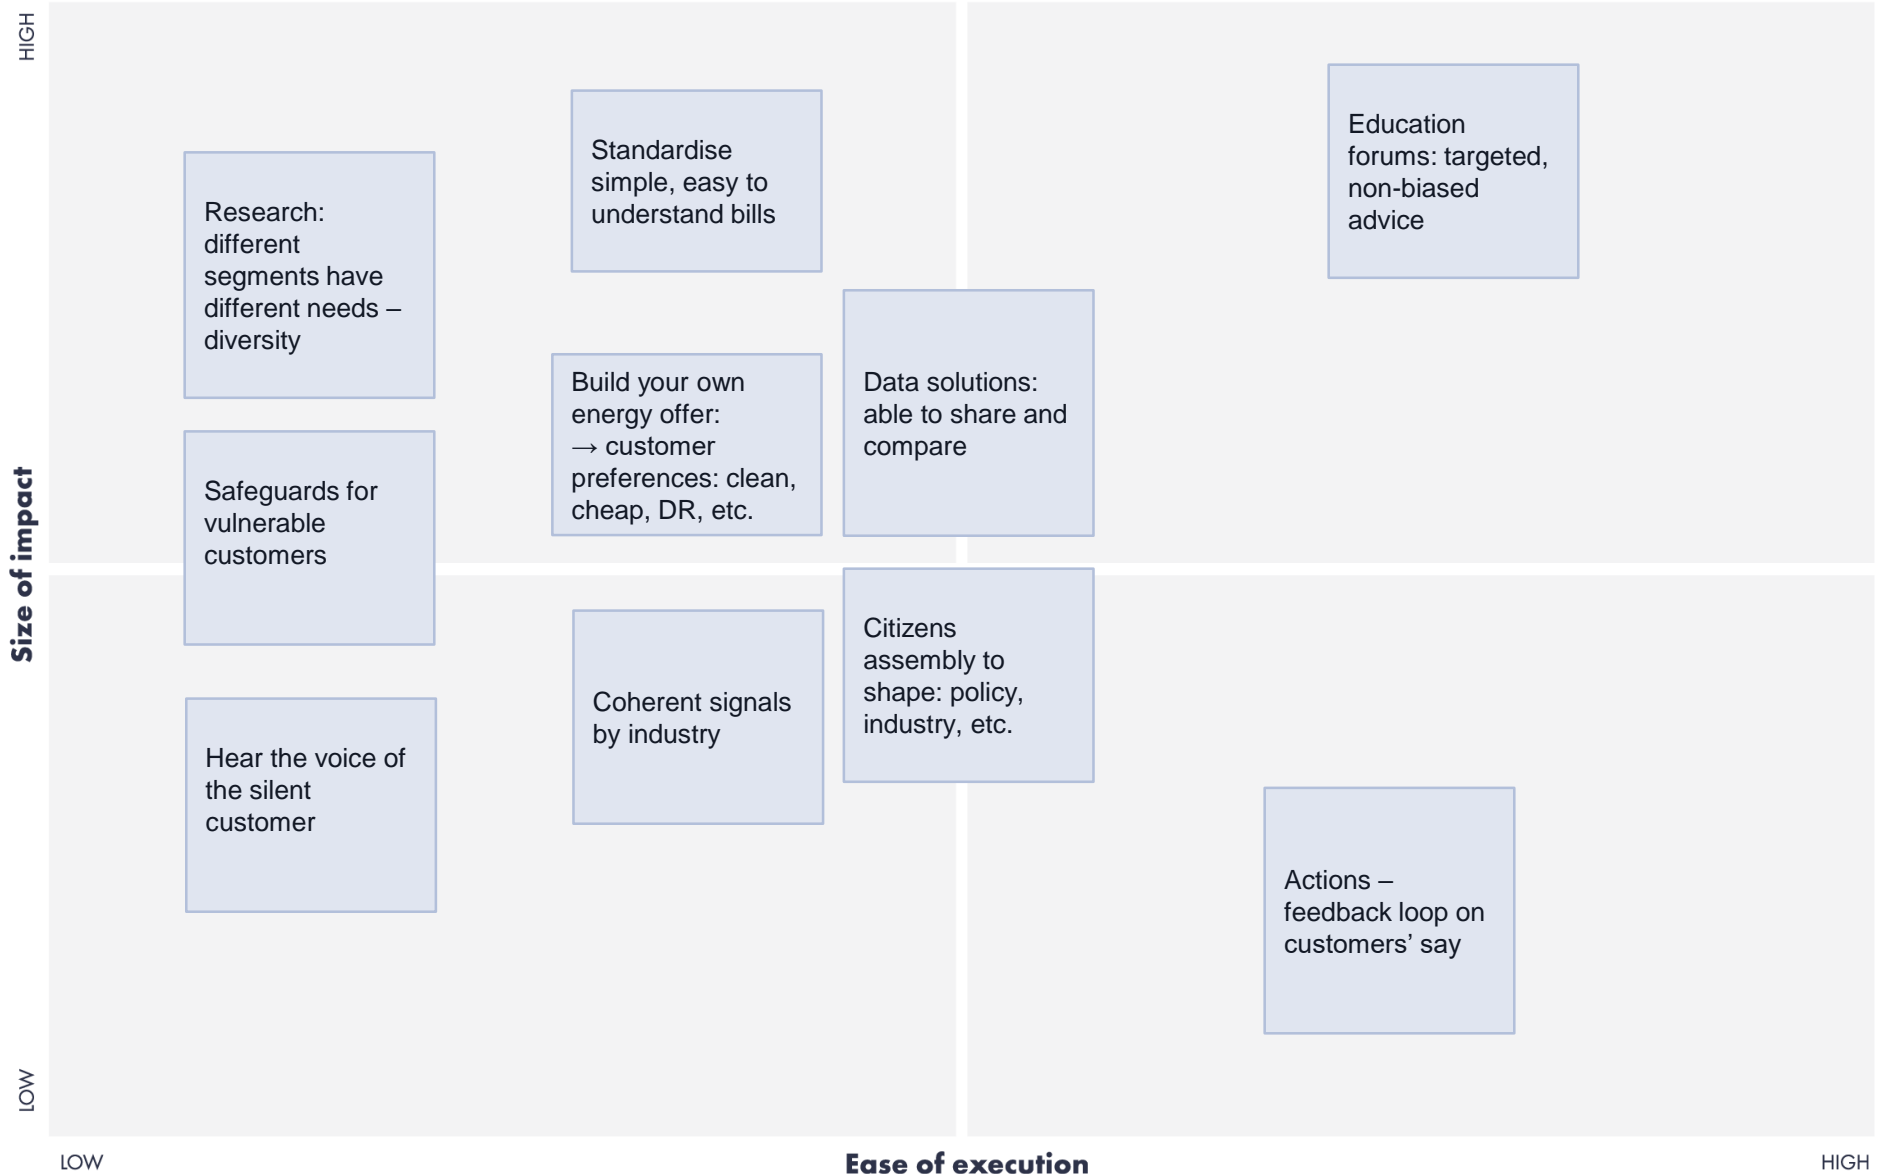 HIGH
Size of impact
LOW
Research:
different
segments have
different needs –
diversity
Standardise
simple, easy to
understand bills
Education
forums: targeted,
non-biased
advice
Safeguards for
vulnerable
customers
Build your own
energy offer:
→ customer
preferences: clean,
cheap, DR, etc.
Data solutions:
able to share and
compare
Hear the voice of
the silent
customer
Coherent signals
by industry
Citizens
assembly to
shape: policy,
industry, etc.
Actions –
feedback loop on
customers’ say
LOW
Ease of execution
HIGH